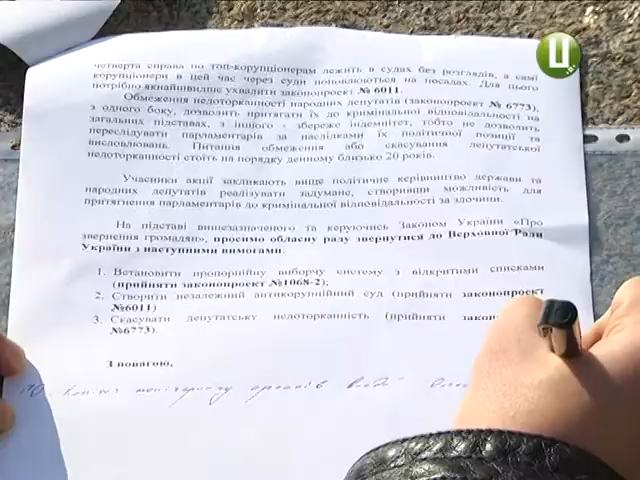 четверта справа по топ-корупціонерам лежить в судах без розглядів, а самі
корупціонери в цей час через суди поновлюються на посадах. Для цього
потрібно якнайшвидше ухвалити законопроект № 6011.
Обмеження недоторканності народних депутатів (законопроект № 6773),
з одного боку, дозволить притягати їх до кримінальної відповідальності на
загальних підставах, з іншого - збереже індемнітет, тобто не дозволить
переслідувати парламентарів за наслідками їх політичної позиції та
висловлювань. Питання обмеження або скасування депутатської
недоторканності стоїть на порядку денному близько 20 років.
Учасники акції закликають вище політичне керівництво держави та
народних депутатів реалізувати задумане, створивши можливість для
притягнення парламентарів до кримінальної відповідальності за злочини.
На підставі вищезазначеного та керуючись Законом України «Про
звернення громадян», просимо обласну раду звернутися до Верховної Ради
України з наступними вимогами.
1. Встановити пропорційну виборчу систему з відкритими списками
(прийняти законопроект №1068-2);
2. Створити незалежний антикорупційний суд (прийняти законопроект
№6011)
3. Скасувати депутатську недоторканність (прийняти
№6773).
З повагою,
Ц